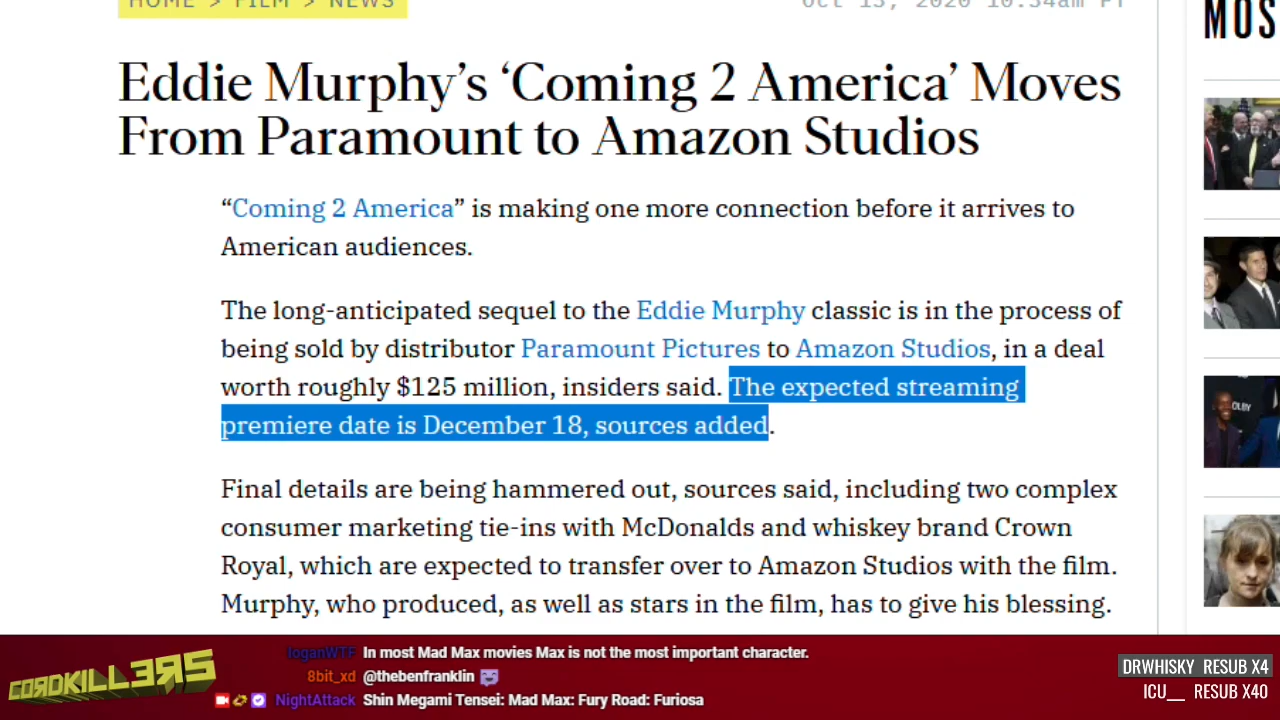 HOME > FILM > NEWS
Oct 13, 2020 10:34am PT
MOS
Eddie Murphy’s ‘Coming 2 America’ Moves
From Paramount to Amazon Studios
“Coming 2 America” is making one more connection before it arrives to
American audiences.
The long-anticipated sequel to the Eddie Murphy classic is in the process of
being sold by distributor Paramount Pictures to Amazon Studios, in a deal
worth roughly $125 million, insiders said. The expected streaming
premiere date is December 18, sources added.
Final details are being hammered out, sources said, including two complex
consumer marketing tie-ins with McDonalds and whiskey brand Crown
Royal, which are expected to transfer over to Amazon Studios with the film.
Murphy, who produced, as well as stars in the film, has to give his blessing.
CORDKILLERS
loganWTF In most Mad Max movies Max is not the most important character.
8bit_xd @thebenfranklin
NightAttack Shin Megami Tensei: Mad Max: Fury Road: Furiosa
DRWHISKY RESUB X4
ICU__ RESUB X40